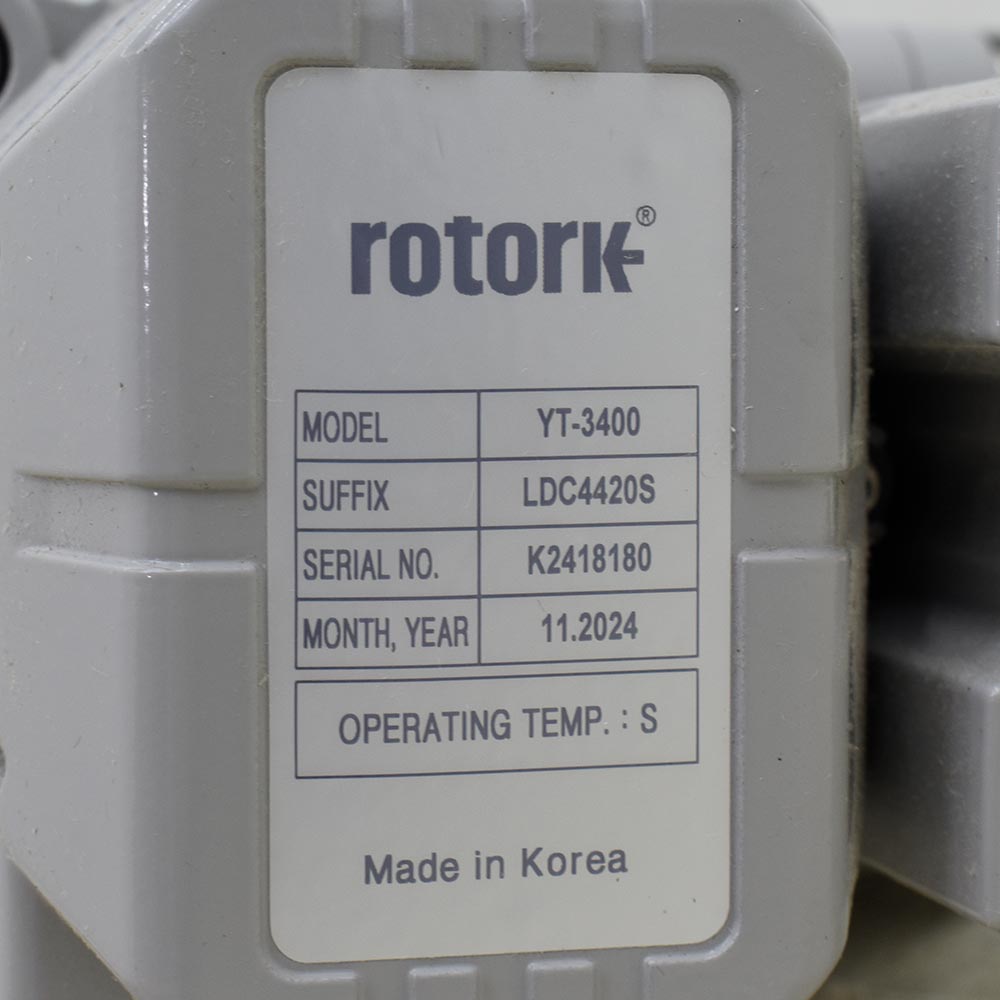 rotork®
MODEL YT-3400
SUFFIX LDC4420S
SERIAL NO. K2418180
MONTH, YEAR 11.2024
OPERATING TEMP. : S
Made in Korea